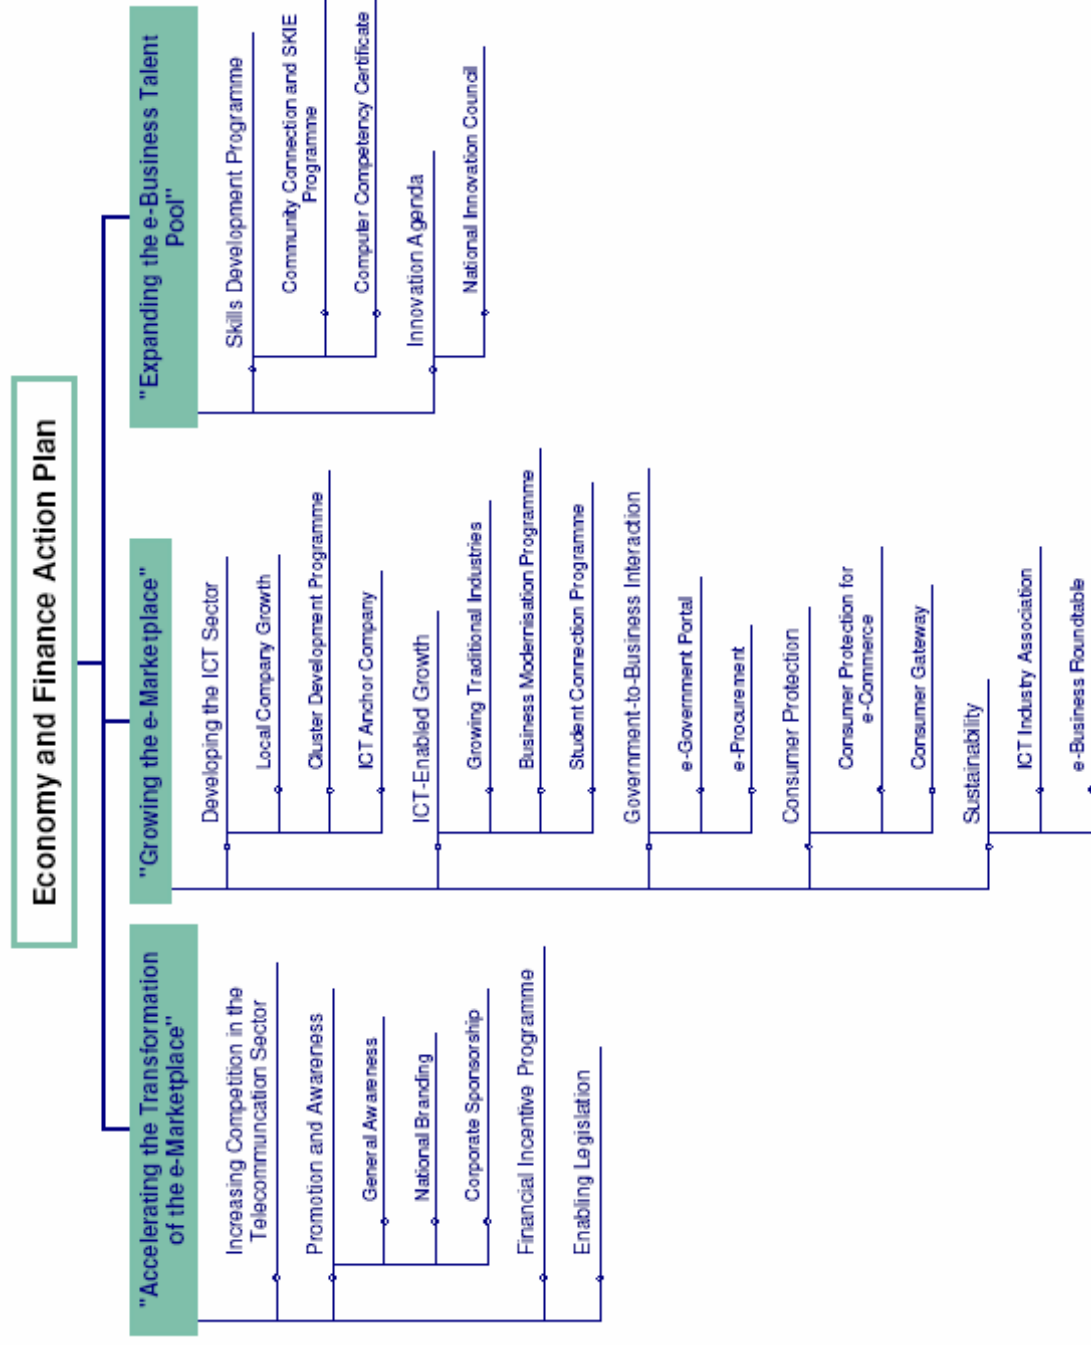 Economy and Finance Action Plan
"Accelerating the Transformation
of the e-Marketplace"
Increasing Competition in the
Telecommuncation Sector
Promotion and Awareness
General Awareness
National Branding
Corporate Sponsorship
Financial Incentive Programme
Enabling Legislation
"Growing the e-Marketplace"
Developing the ICT Sector
Local Company Growth
Cluster Development Programme
ICT Anchor Company
ICT-Enabled Growth
Growing Traditional Industries
Business Modernisation Programme
Student Connection Programme
Government-to-Business Interaction
e-Government Portal
e-Procurement
Consumer Protection
Consumer Protection for
e-Commerce
Consumer Gateway
Sustainability
ICT Industry Association
e-Business Roundtable
"Expanding the e-Business Talent
Pool"
Skills Development Programme
Community Connection and SKIE
Programme
Computer Competency Certificate
Innovation Agenda
National Innovation Council